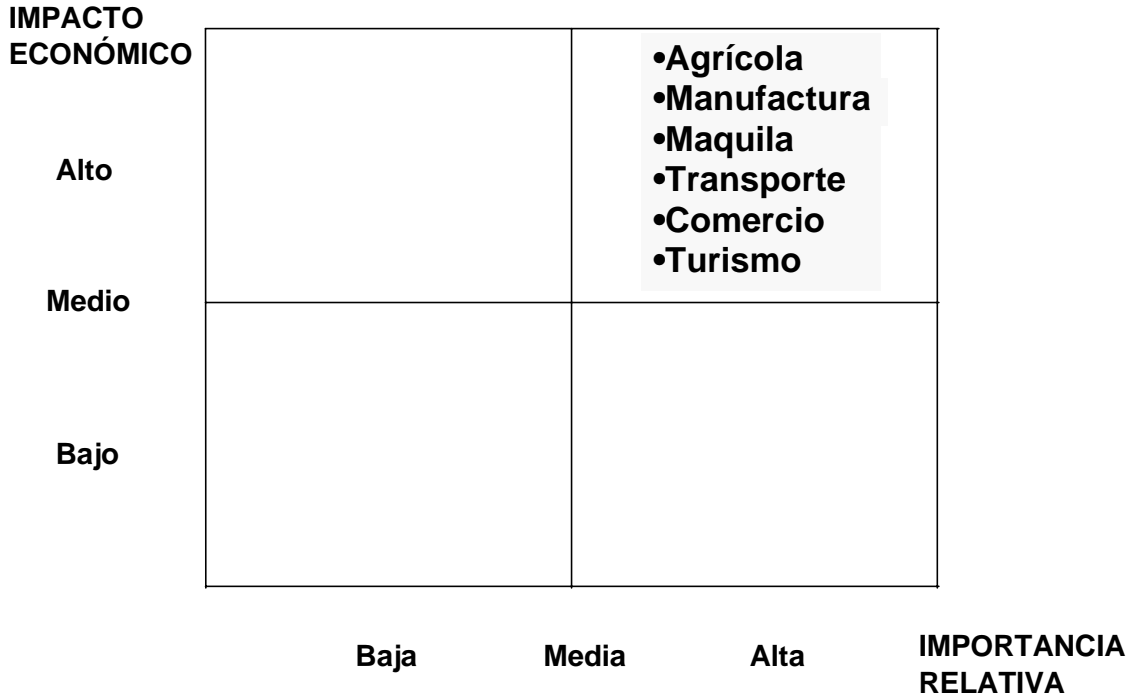 IMPACTO
ECONÓMICO
•Agrícola
•Manufactura
•Maquila
•Transporte
•Comercio
•Turismo
Alto
Medio
Bajo
Baja Media Alta
IMPORTANCIA
RELATIVA